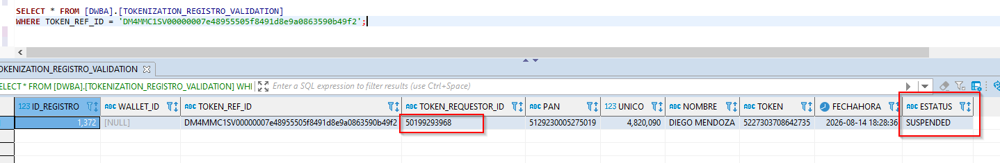 SELECT * FROM [DWBA].[TOKENIZATION_REGISTRO_VALIDATION]
WHERE TOKEN_REF_ID = 'DM4MMC1SV00000007e48955505f8491d8e9a0863590b49f2';
OKENIZATION_REGISTRO_VALIDATION
ELECT * FROM [DWBA].[TOKENIZATION_REGISTRO_VALIDATION] WHI Enter a SQL expression to filter results (use Ctrl+Space)
123 ID_REGISTRO ABC WALLET_ID ABC TOKEN_REF_ID ABC TOKEN_REQUESTOR_ID ABC PAN 123 UNICO ABC NOMBRE ABC TOKEN FECHAHORA ABC ESTATUS
1,372 [NULL] DM4MMC1SV00000007e48955505f8491d8e9a0863590b49f2 50199293968 5129230005275019 4,820,090 DIEGO MENDOZA 5227303708642735 2026-08-14 18:28:36 SUSPENDED